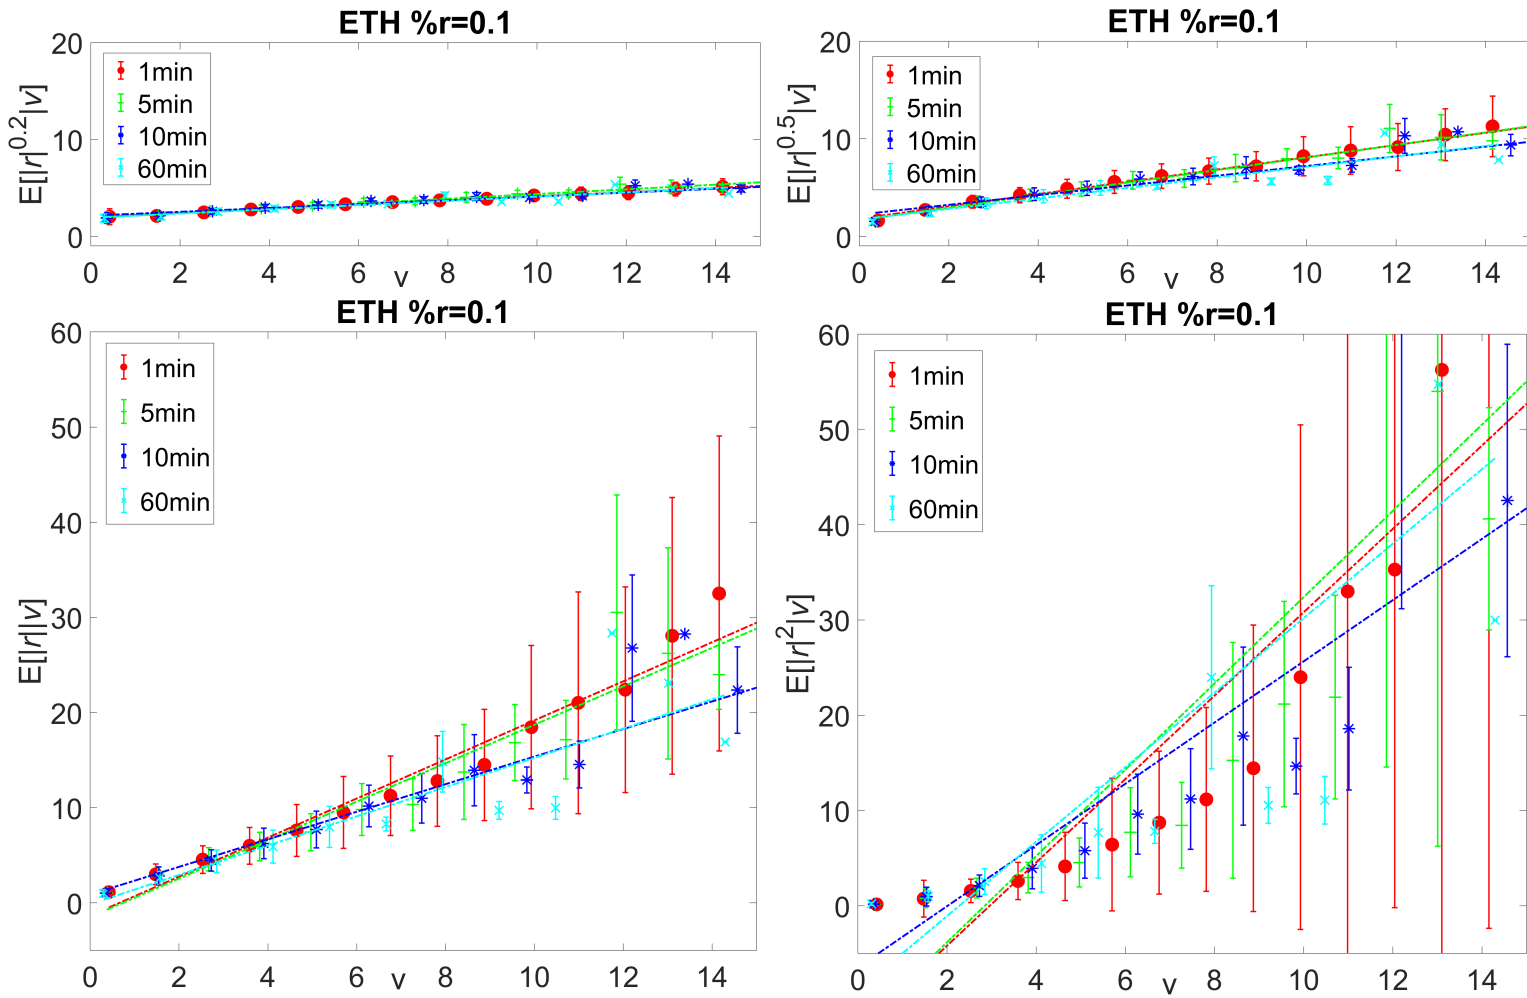 ETH %r=0.1
E[|r|^0.2|v]
20
10
0
1min
5min
10min
60min
0 2 4 6 8 10 12 14
v
ETH %r=0.1
E[|r|^0.5|v]
20
10
0
1min
5min
10min
60min
0 2 4 6 8 10 12 14
v
ETH %r=0.1
E[|r||v]
60
50
40
30
20
10
0
1min
5min
10min
60min
0 2 4 6 8 10 12 14
v
ETH %r=0.1
E[|r|^2|v]
60
50
40
30
20
10
0
1min
5min
10min
60min
0 2 4 6 8 10 12 14
v